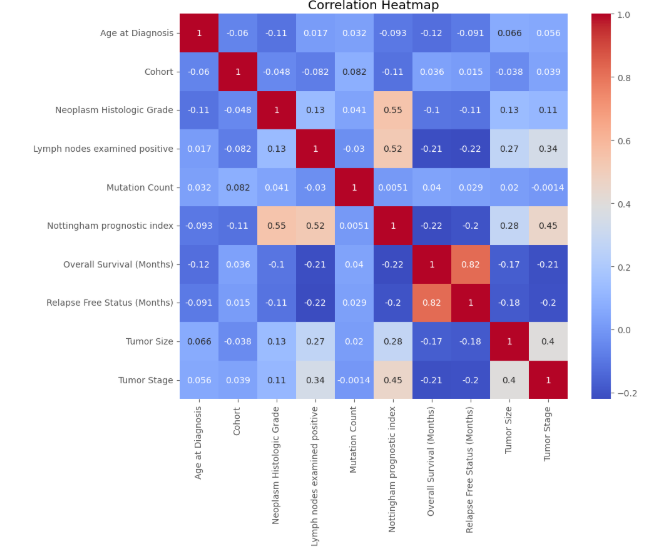 Correlation Heatmap
Age at Diagnosis 1 -0.06 -0.11 0.017 0.032 -0.093 -0.12 -0.091 0.066 0.056
Cohort -0.06 1 -0.048 -0.082 0.082 -0.11 0.036 0.015 -0.038 0.039
Neoplasm Histologic Grade -0.11 -0.048 1 0.13 0.041 0.55 -0.1 -0.11 0.13 0.11
Lymph nodes examined positive 0.017 -0.082 0.13 1 -0.03 0.52 -0.21 -0.22 0.27 0.34
Mutation Count 0.032 0.082 0.041 -0.03 1 0.0051 0.04 0.029 0.02 -0.0014
Nottingham prognostic index -0.093 -0.11 0.55 0.52 0.0051 1 -0.22 -0.2 0.28 0.45
Overall Survival (Months) -0.12 0.036 -0.1 -0.21 0.04 -0.22 1 0.82 -0.17 -0.21
Relapse Free Status (Months) -0.091 0.015 -0.11 -0.22 0.029 -0.2 0.82 1 -0.18 -0.2
Tumor Size 0.066 -0.038 0.13 0.27 0.02 0.28 -0.17 -0.18 1 0.4
Tumor Stage 0.056 0.039 0.11 0.34 -0.0014 0.45 -0.21 -0.2 0.4 1
Age at Diagnosis
Cohort
Neoplasm Histologic Grade
Lymph nodes examined positive
Mutation Count
Nottingham prognostic index
Overall Survival (Months)
Relapse Free Status (Months)
Tumor Size
Tumor Stage
1.0
0.8
0.6
0.4
0.2
0.0
−0.2